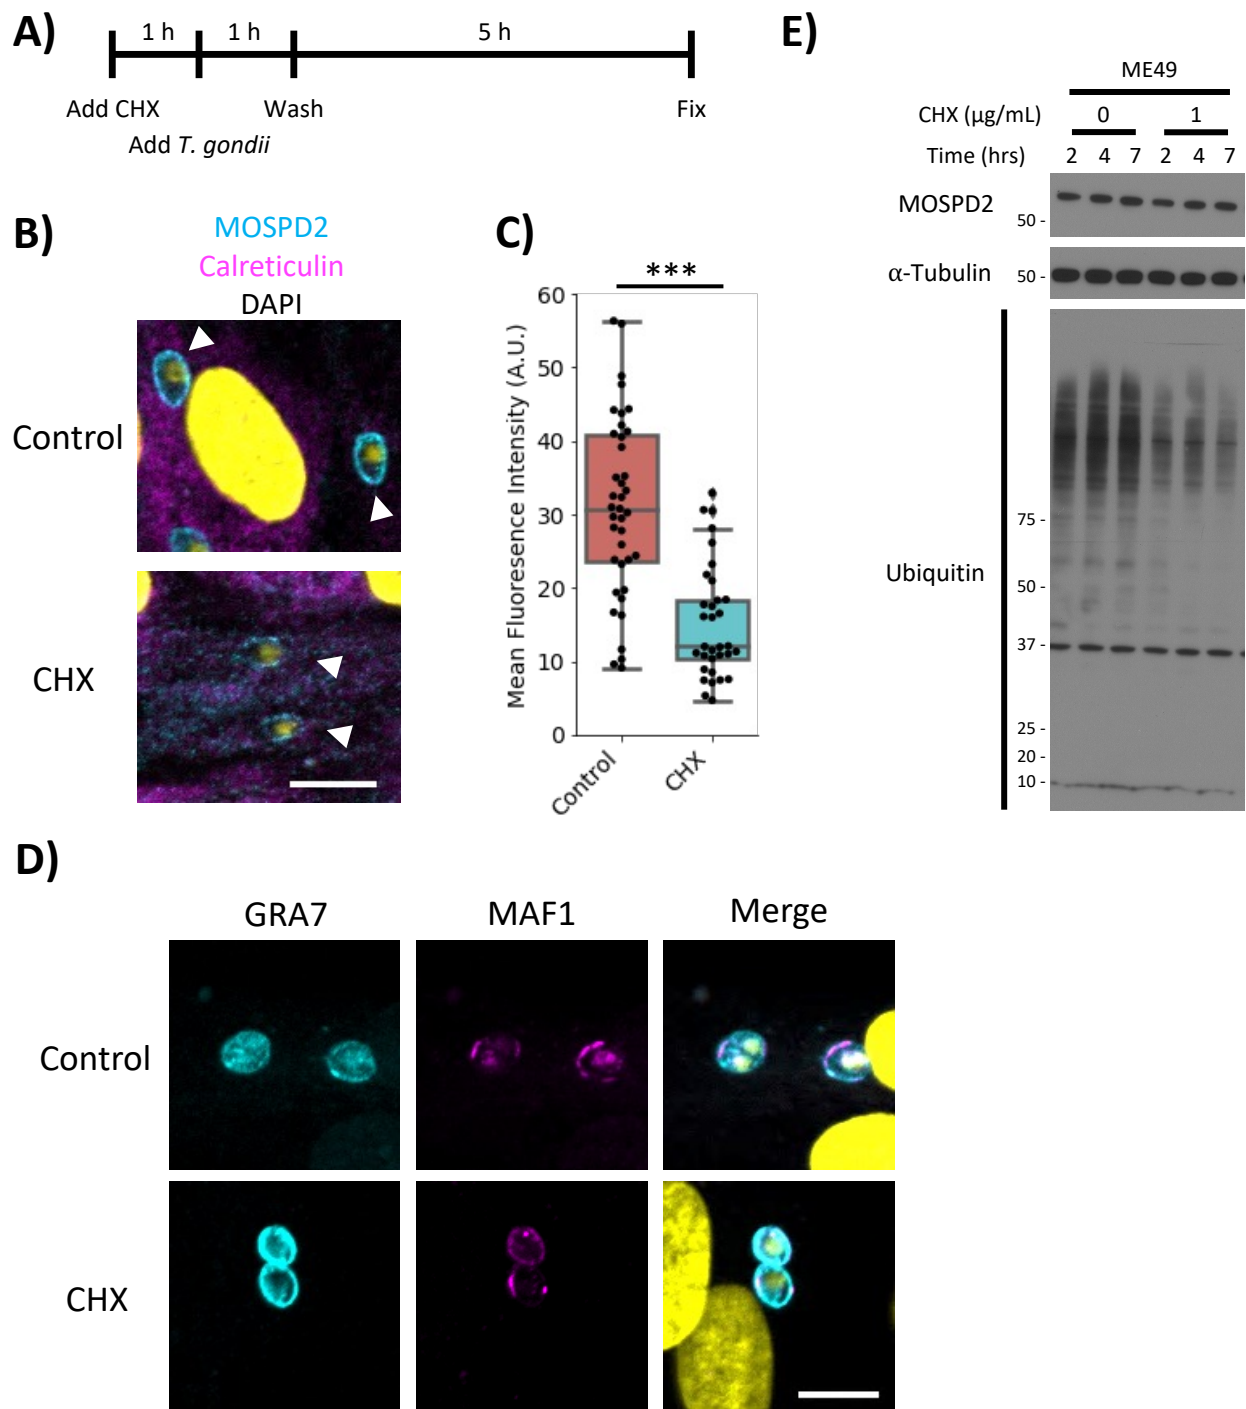 A)
1 h 1 h 5 h
Add CHX Wash Fix
Add T. gondii
B)
MOSPD2
Calreticulin
DAPI
Control
CHX
C)
***
Mean Fluoresence Intensity (A.U.)
60
50
40
30
20
10
0
Control
CHX
D)
GRA7 MAF1 Merge
Control
CHX
E)
ME49
CHX (µg/mL) 0 1
Time (hrs) 2 4 7 2 4 7
MOSPD2
50 -
α-Tubulin 50 -
Ubiquitin
75 -
50 -
37 -
25 -
20 -
10 -